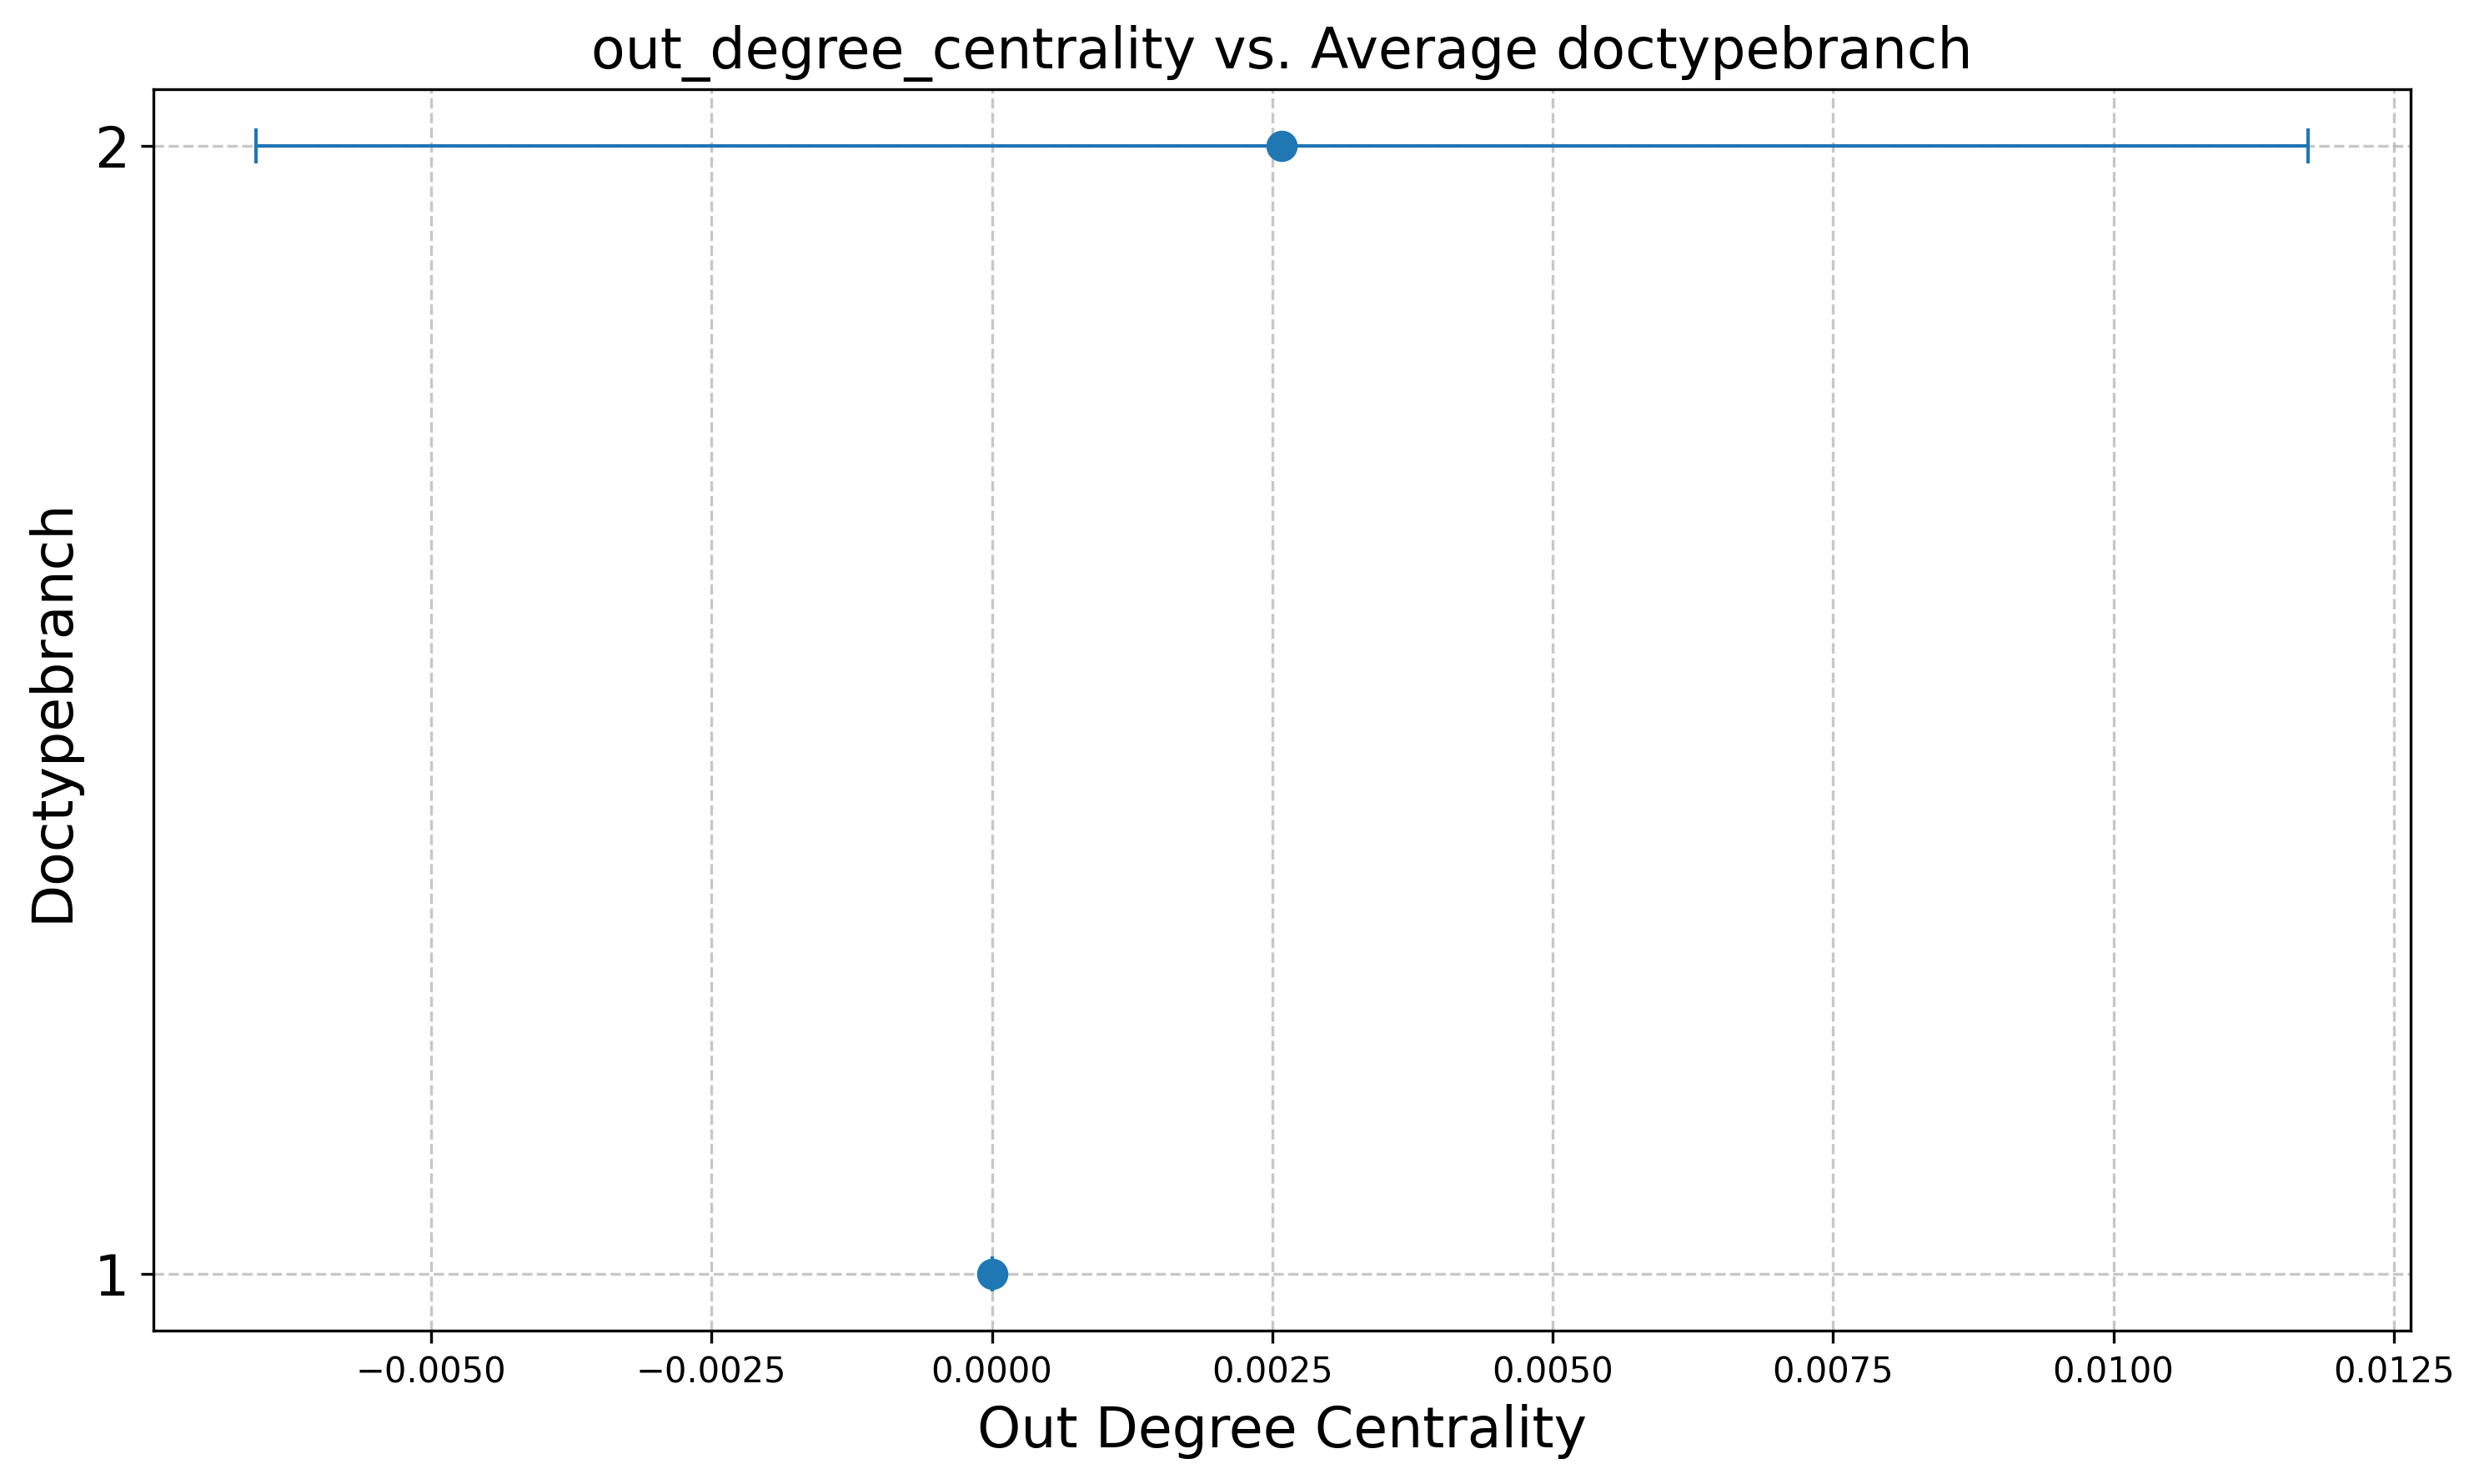 out_degree_centrality vs. Average doctypebranch
Doctypebranch
2
1
−0.0050 −0.0025 0.0000 0.0025 0.0050 0.0075 0.0100 0.0125
Out Degree Centrality